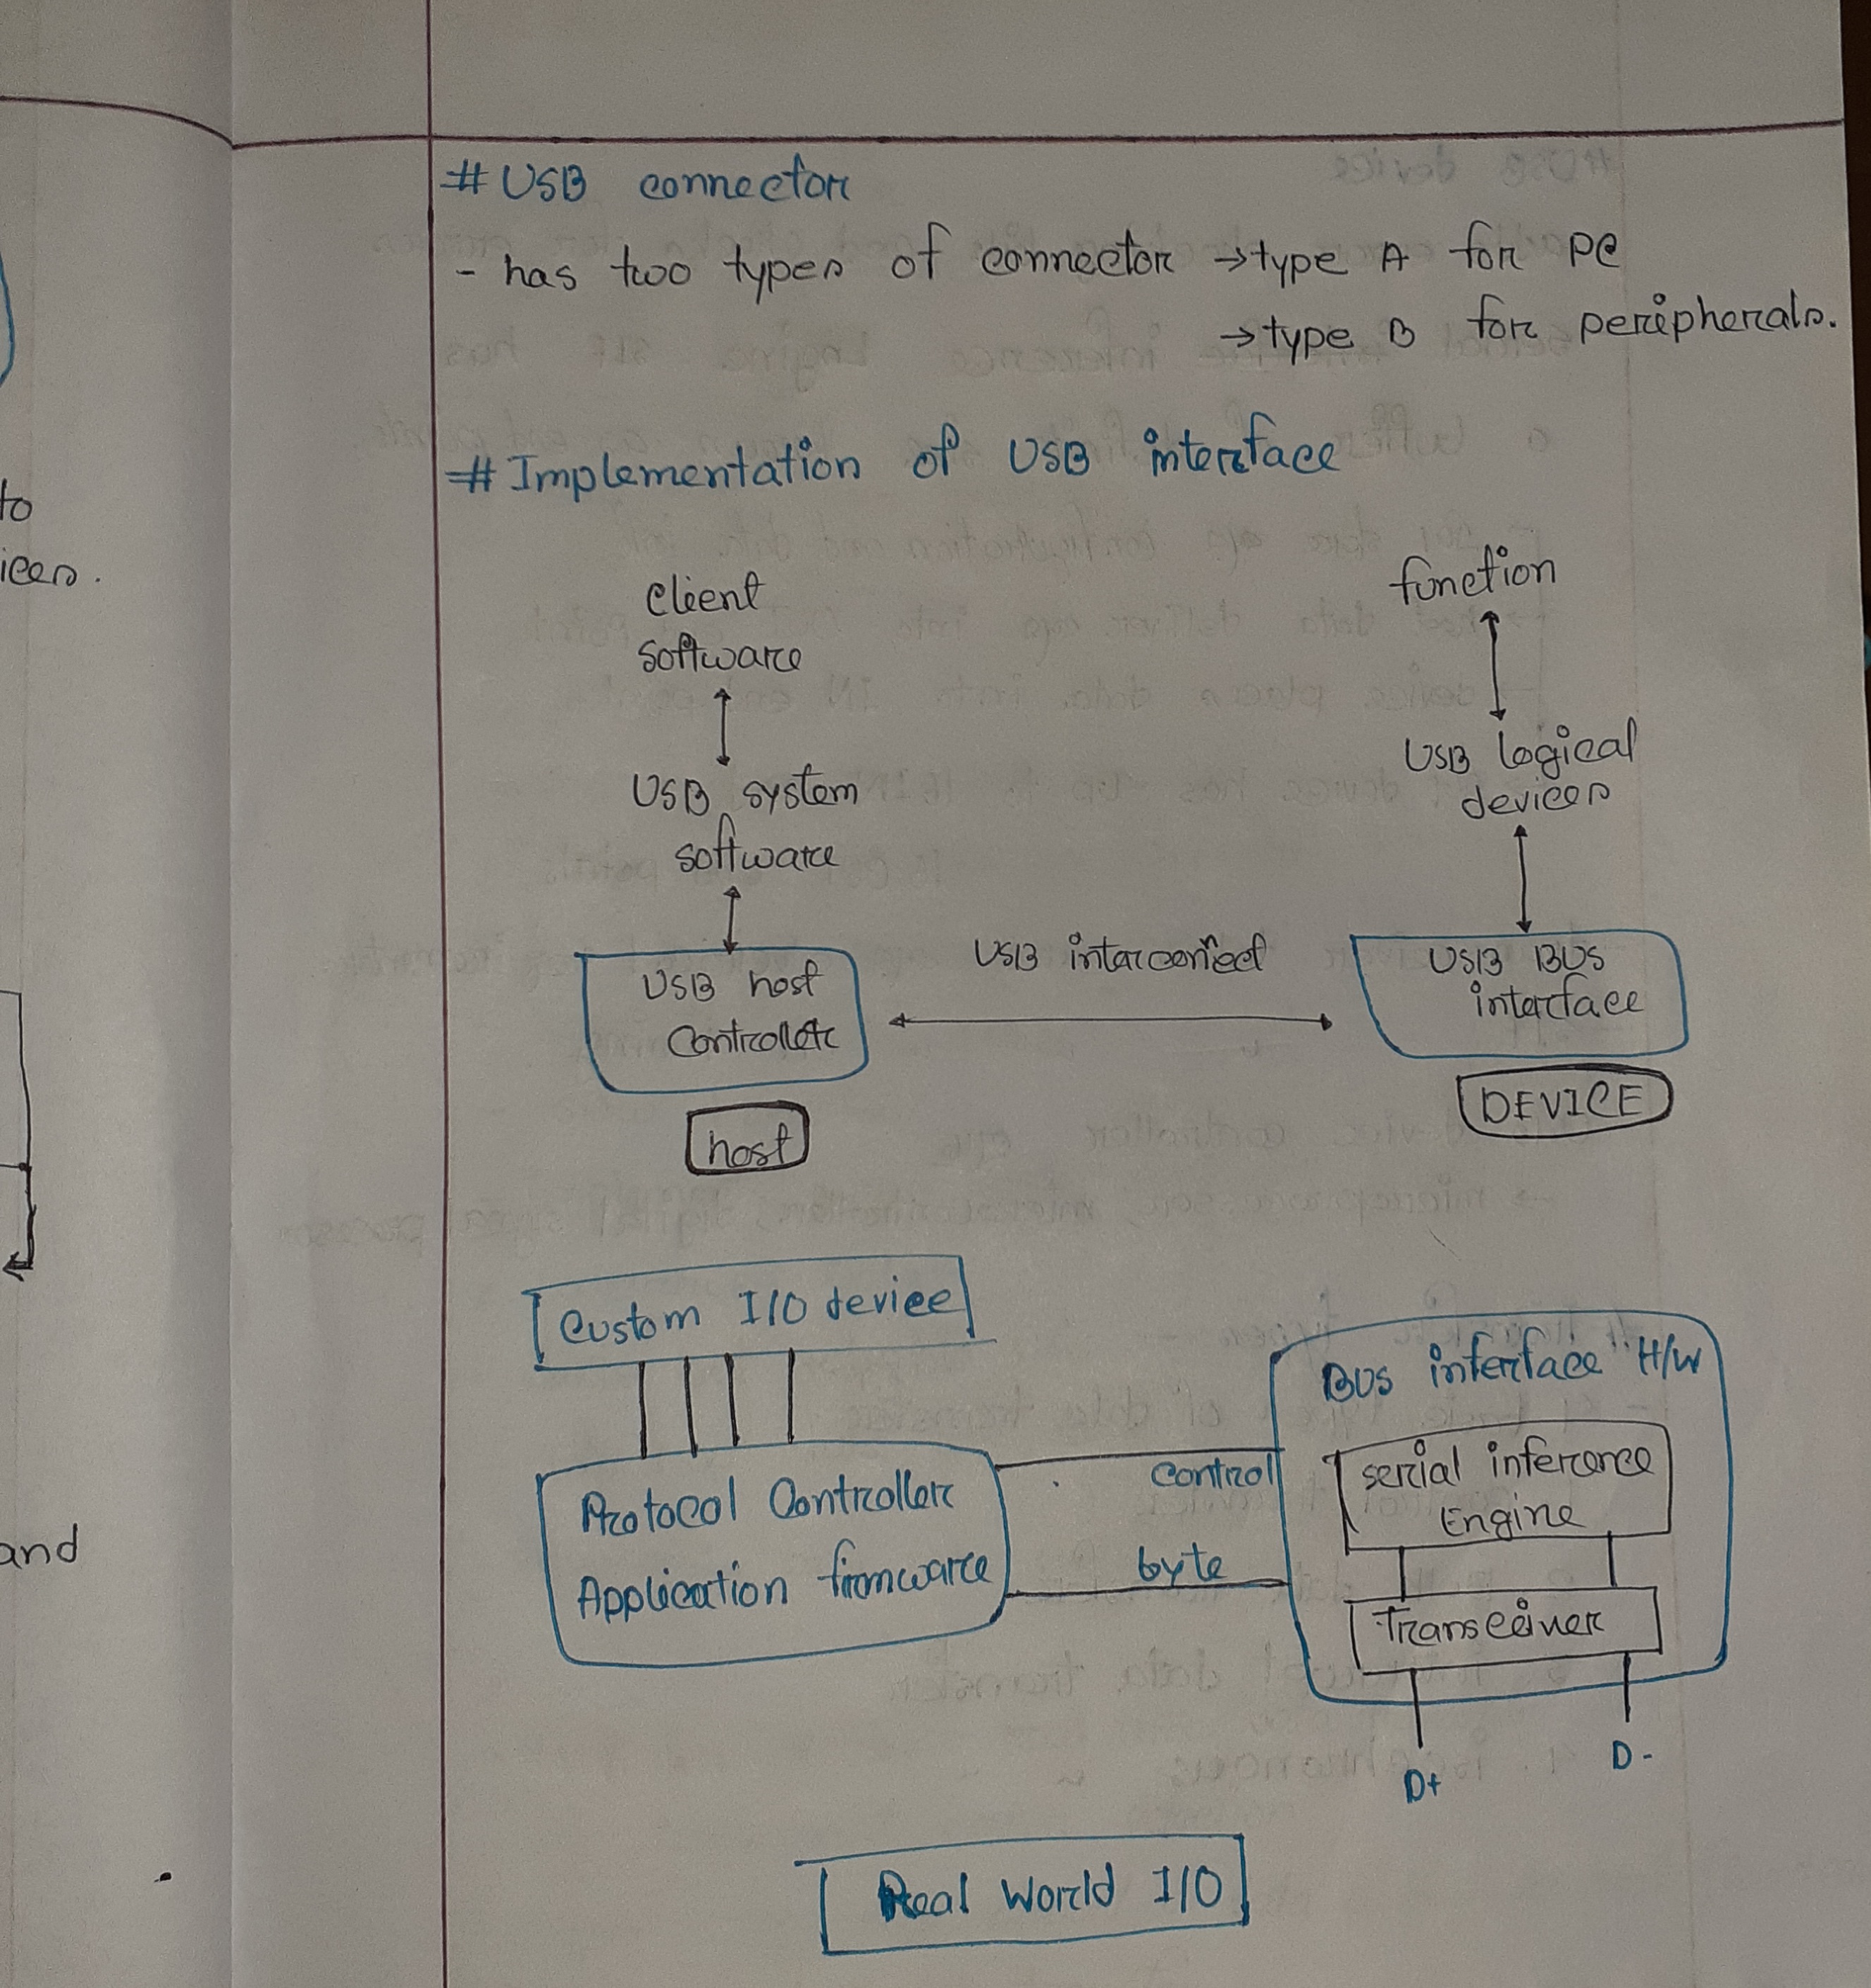 to
ices.
and
# USB connector
- has two types of connector → type A for PC
→ type B for peripherals.
# Implementation of USB interface
client
software
USB system
software
USB host
Controller
host
USB interconnect
function
USB logical
devices
USB BUS
interface
DEVICE
Custom I/O device
Protocol Controller
Application firmware
control
byte
BUS interface H/W
serial inference
Engine
Transceiver
D+
D-
Real World I/O